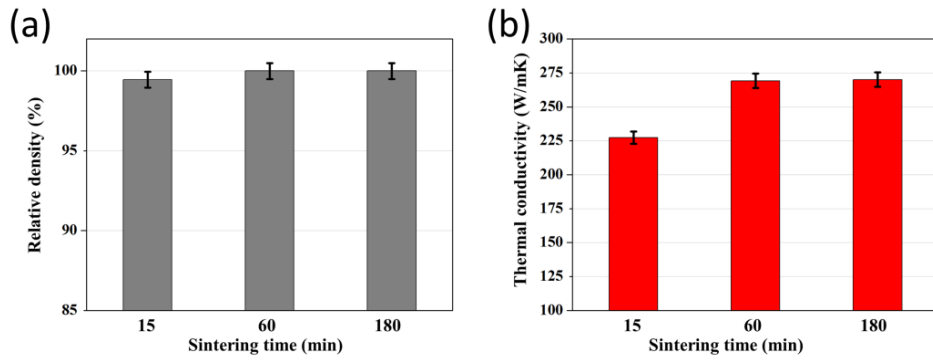 (a)
Relative density (%)
100
95
90
85
15 60 180
Sintering time (min)
(b)
Thermal conductivity (W/mK)
300
275
250
225
200
175
150
125
100
15 60 180
Sintering time (min)